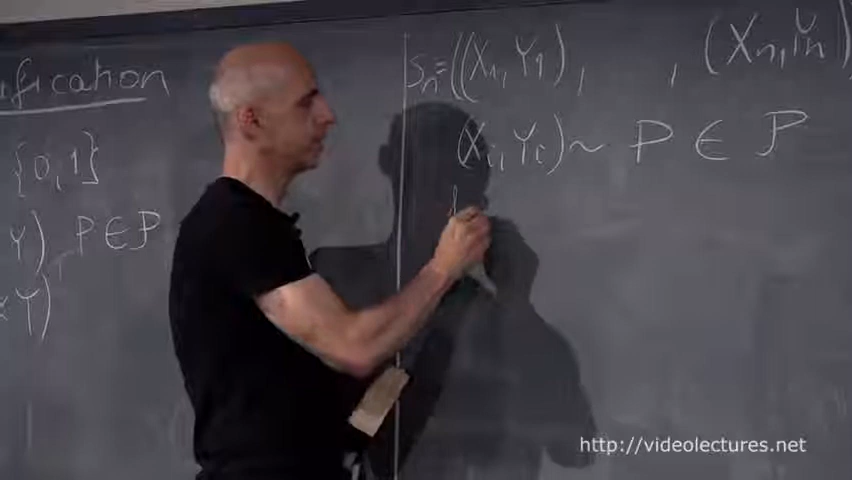 ification
{0,1}
Y) P ∈ P
x Y)
Sn = ((X1, Y1), , (Xn, Yn)
(Xi, Yi) ~ P ∈ P
http://videolectures.net